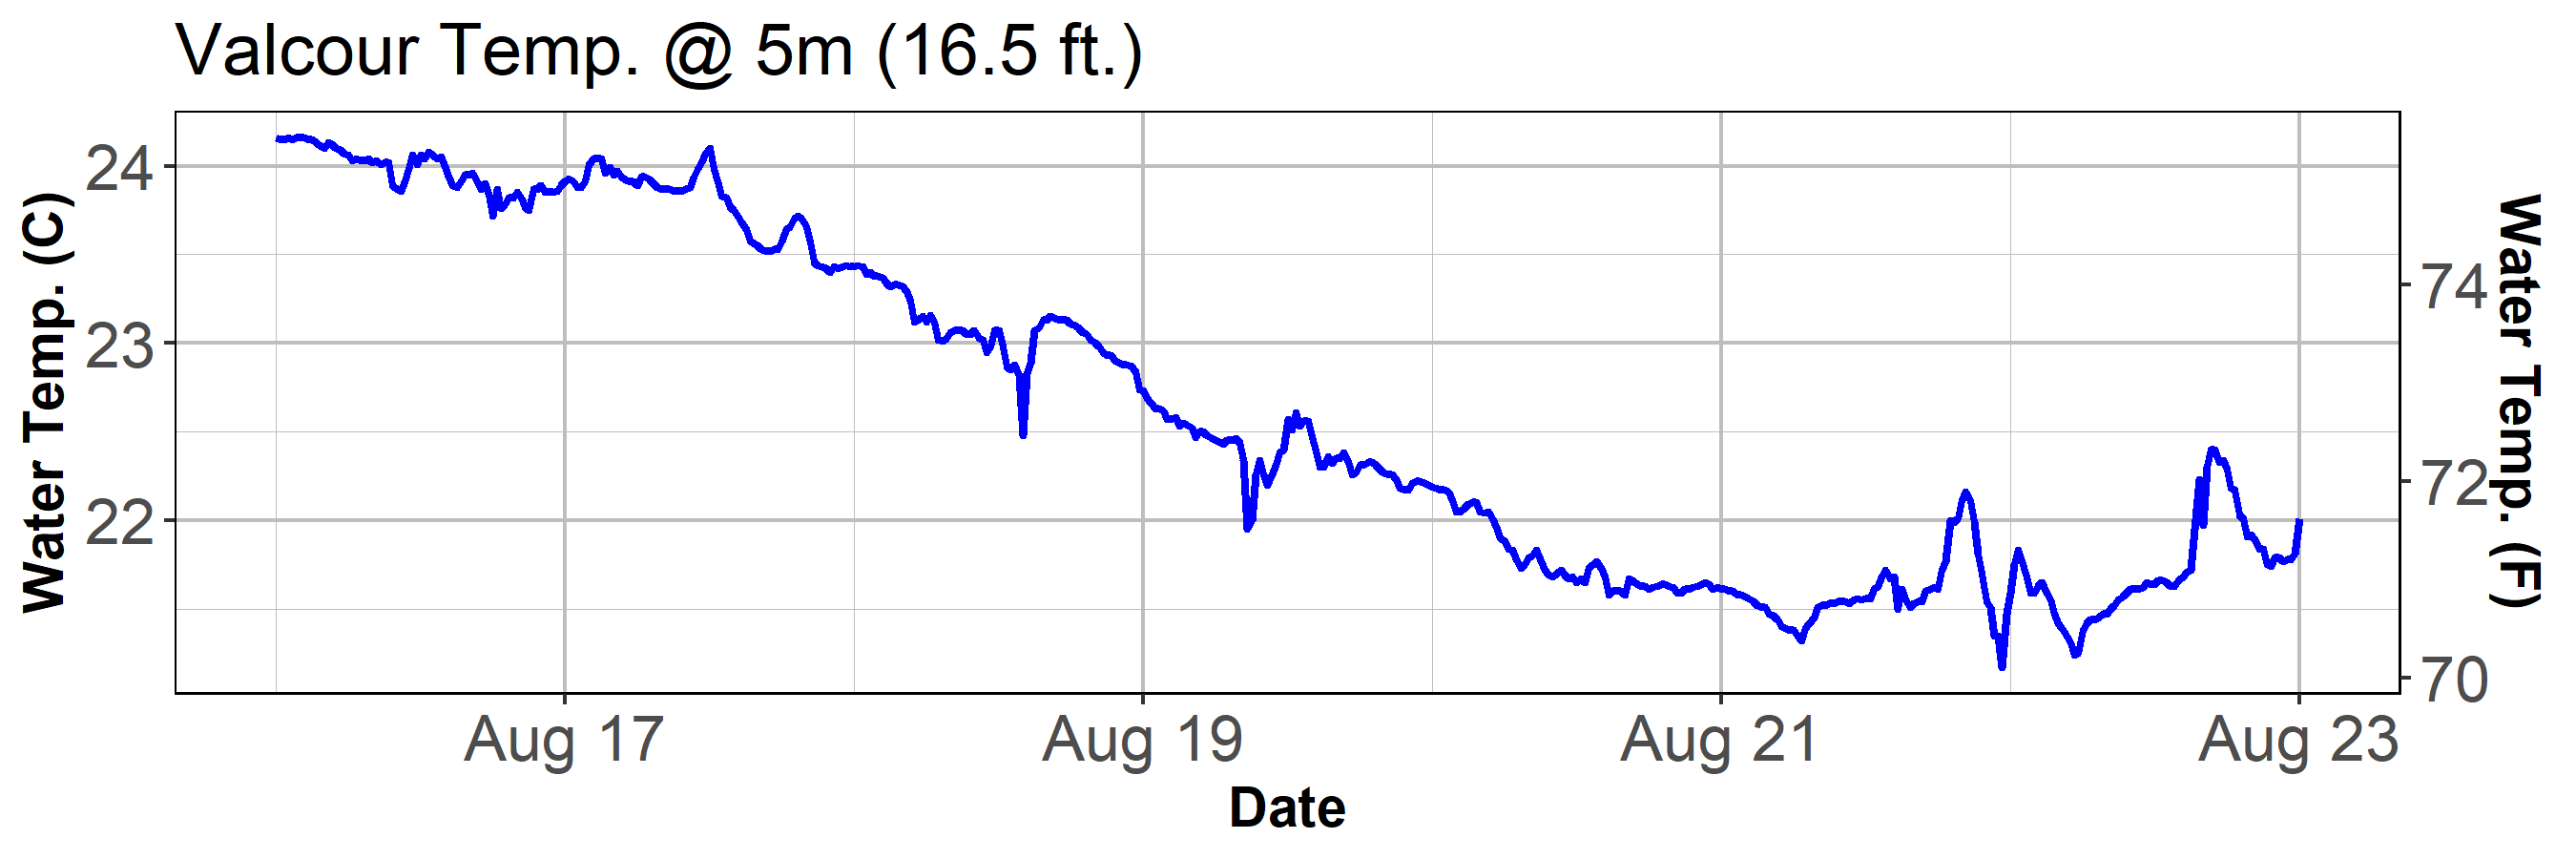 Valcour Temp. @ 5m (16.5 ft.)
Water Temp. (C)
24
23
22
74
72
70
Water Temp. (F)
Aug 17 Aug 19 Aug 21 Aug 23
Date